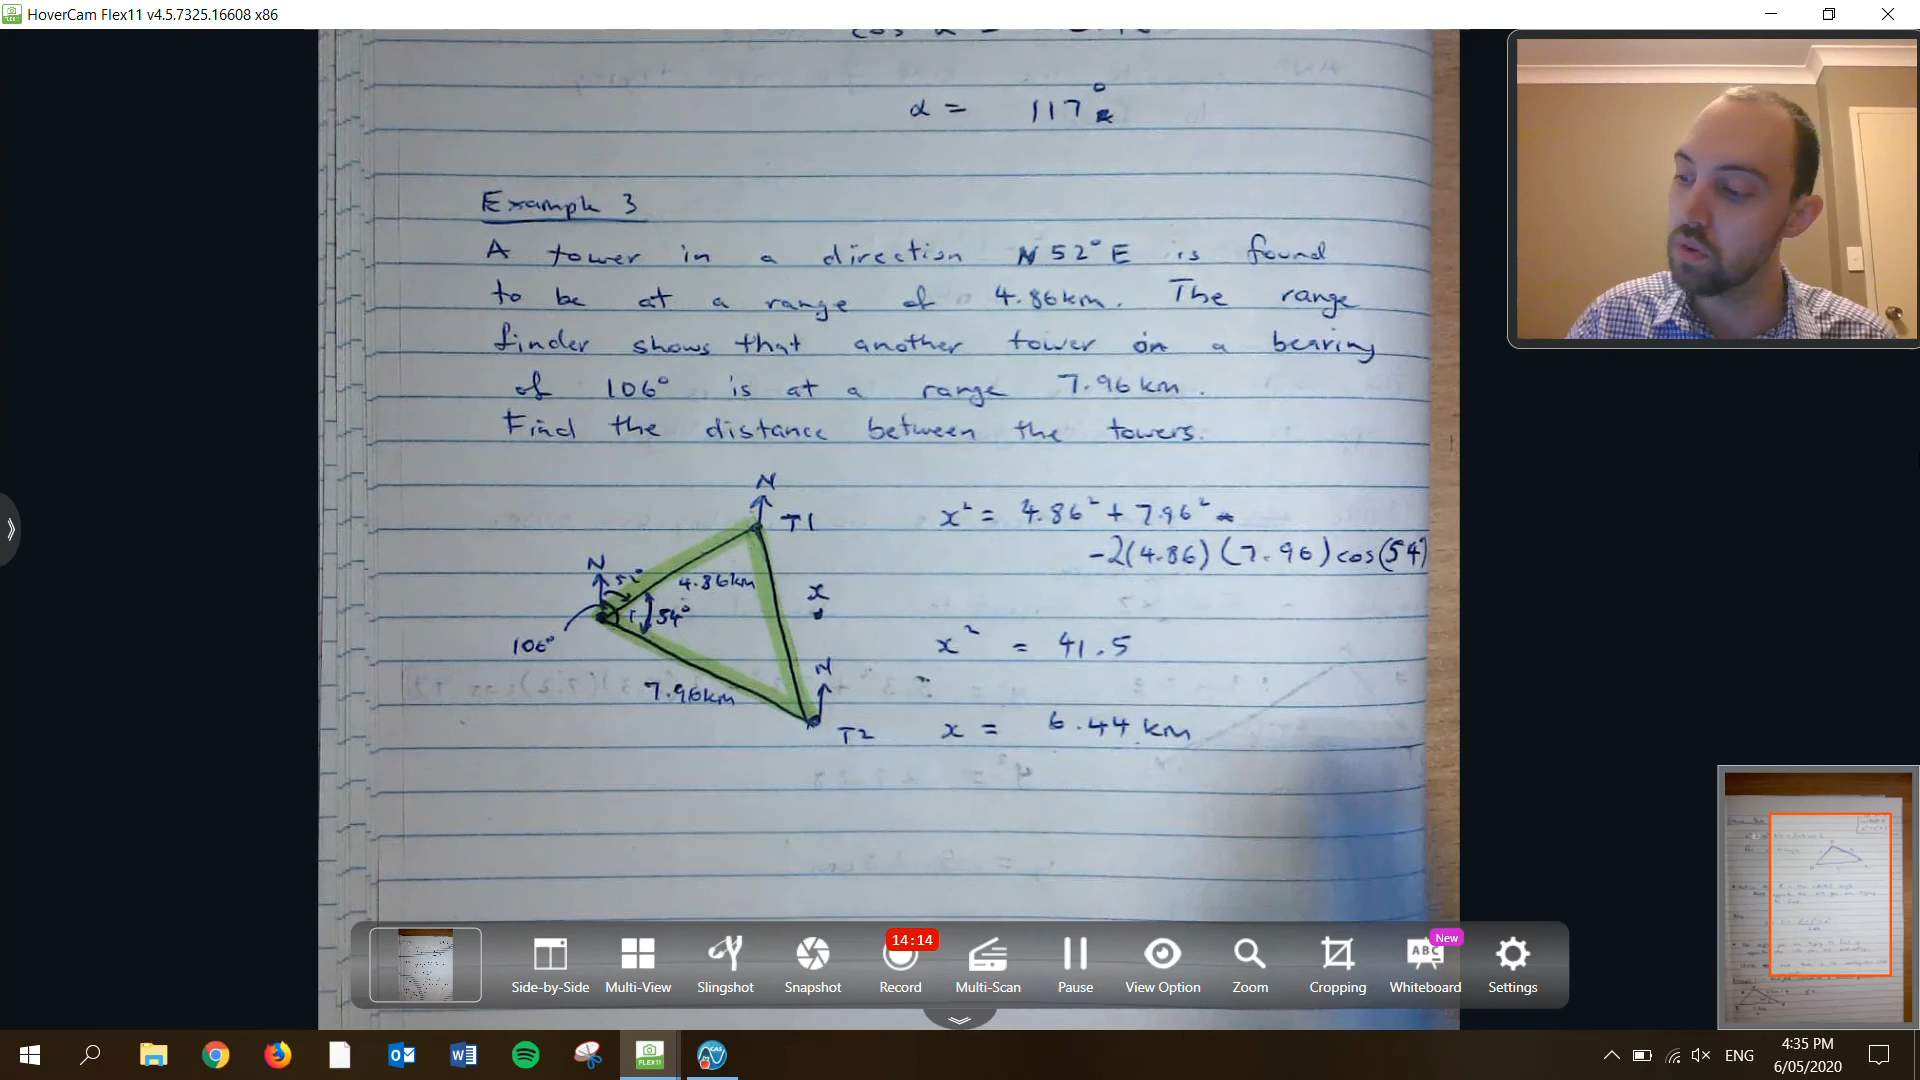 HoverCam Flex11 v4.5.7325.16608 x86
α = 117°
Example 3
A tower in a direction N52°E is found
to be at a range of 4.86km. The range
finder shows that another tower on a bearing
of 106° is at a range 7.96km.
Find the distance between the towers.
N
T1
N
52°
4.86km
x
54°
106°
N
7.96km
T2
x² = 4.86² + 7.96²
-2(4.86)(7.96)cos(54)
x² = 41.5
x = 6.44 km
14:14
New
ABC
Side-by-Side
Multi-View
Slingshot
Snapshot
Record
Multi-Scan
Pause
View Option
Zoom
Cropping
Whiteboard
Settings
FLEX11
ENG
4:35 PM
6/05/2020